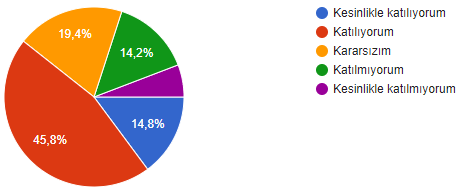 19,4%
14,2%
14,8%
45,8%
Kesinlikle katılıyorum
Katılıyorum
Kararsızım
Katılmıyorum
Kesinlikle katılmıyorum